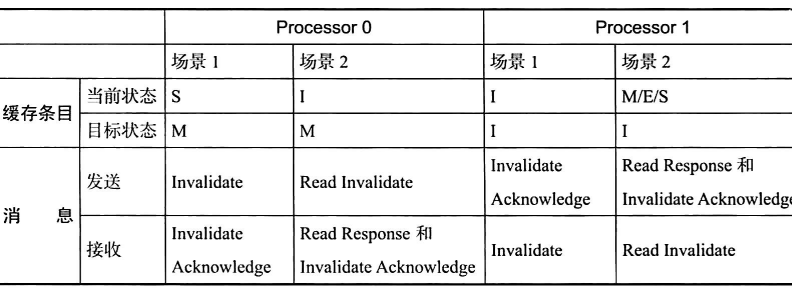 Processor 0 Processor 1
场景 1 场景 2 场景 1 场景 2
缓存条目 当前状态 S I I M/E/S
目标状态 M M I I
消 息 发送 Invalidate Read Invalidate Invalidate Acknowledge Read Response 和 Invalidate Acknowledge
接收 Invalidate Acknowledge Read Response 和 Invalidate Acknowledge Invalidate Read Invalidate